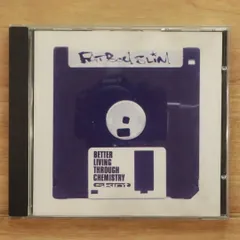 FATBOY SLIM
BETTER
LIVING
THROUGH
CHEMISTRY